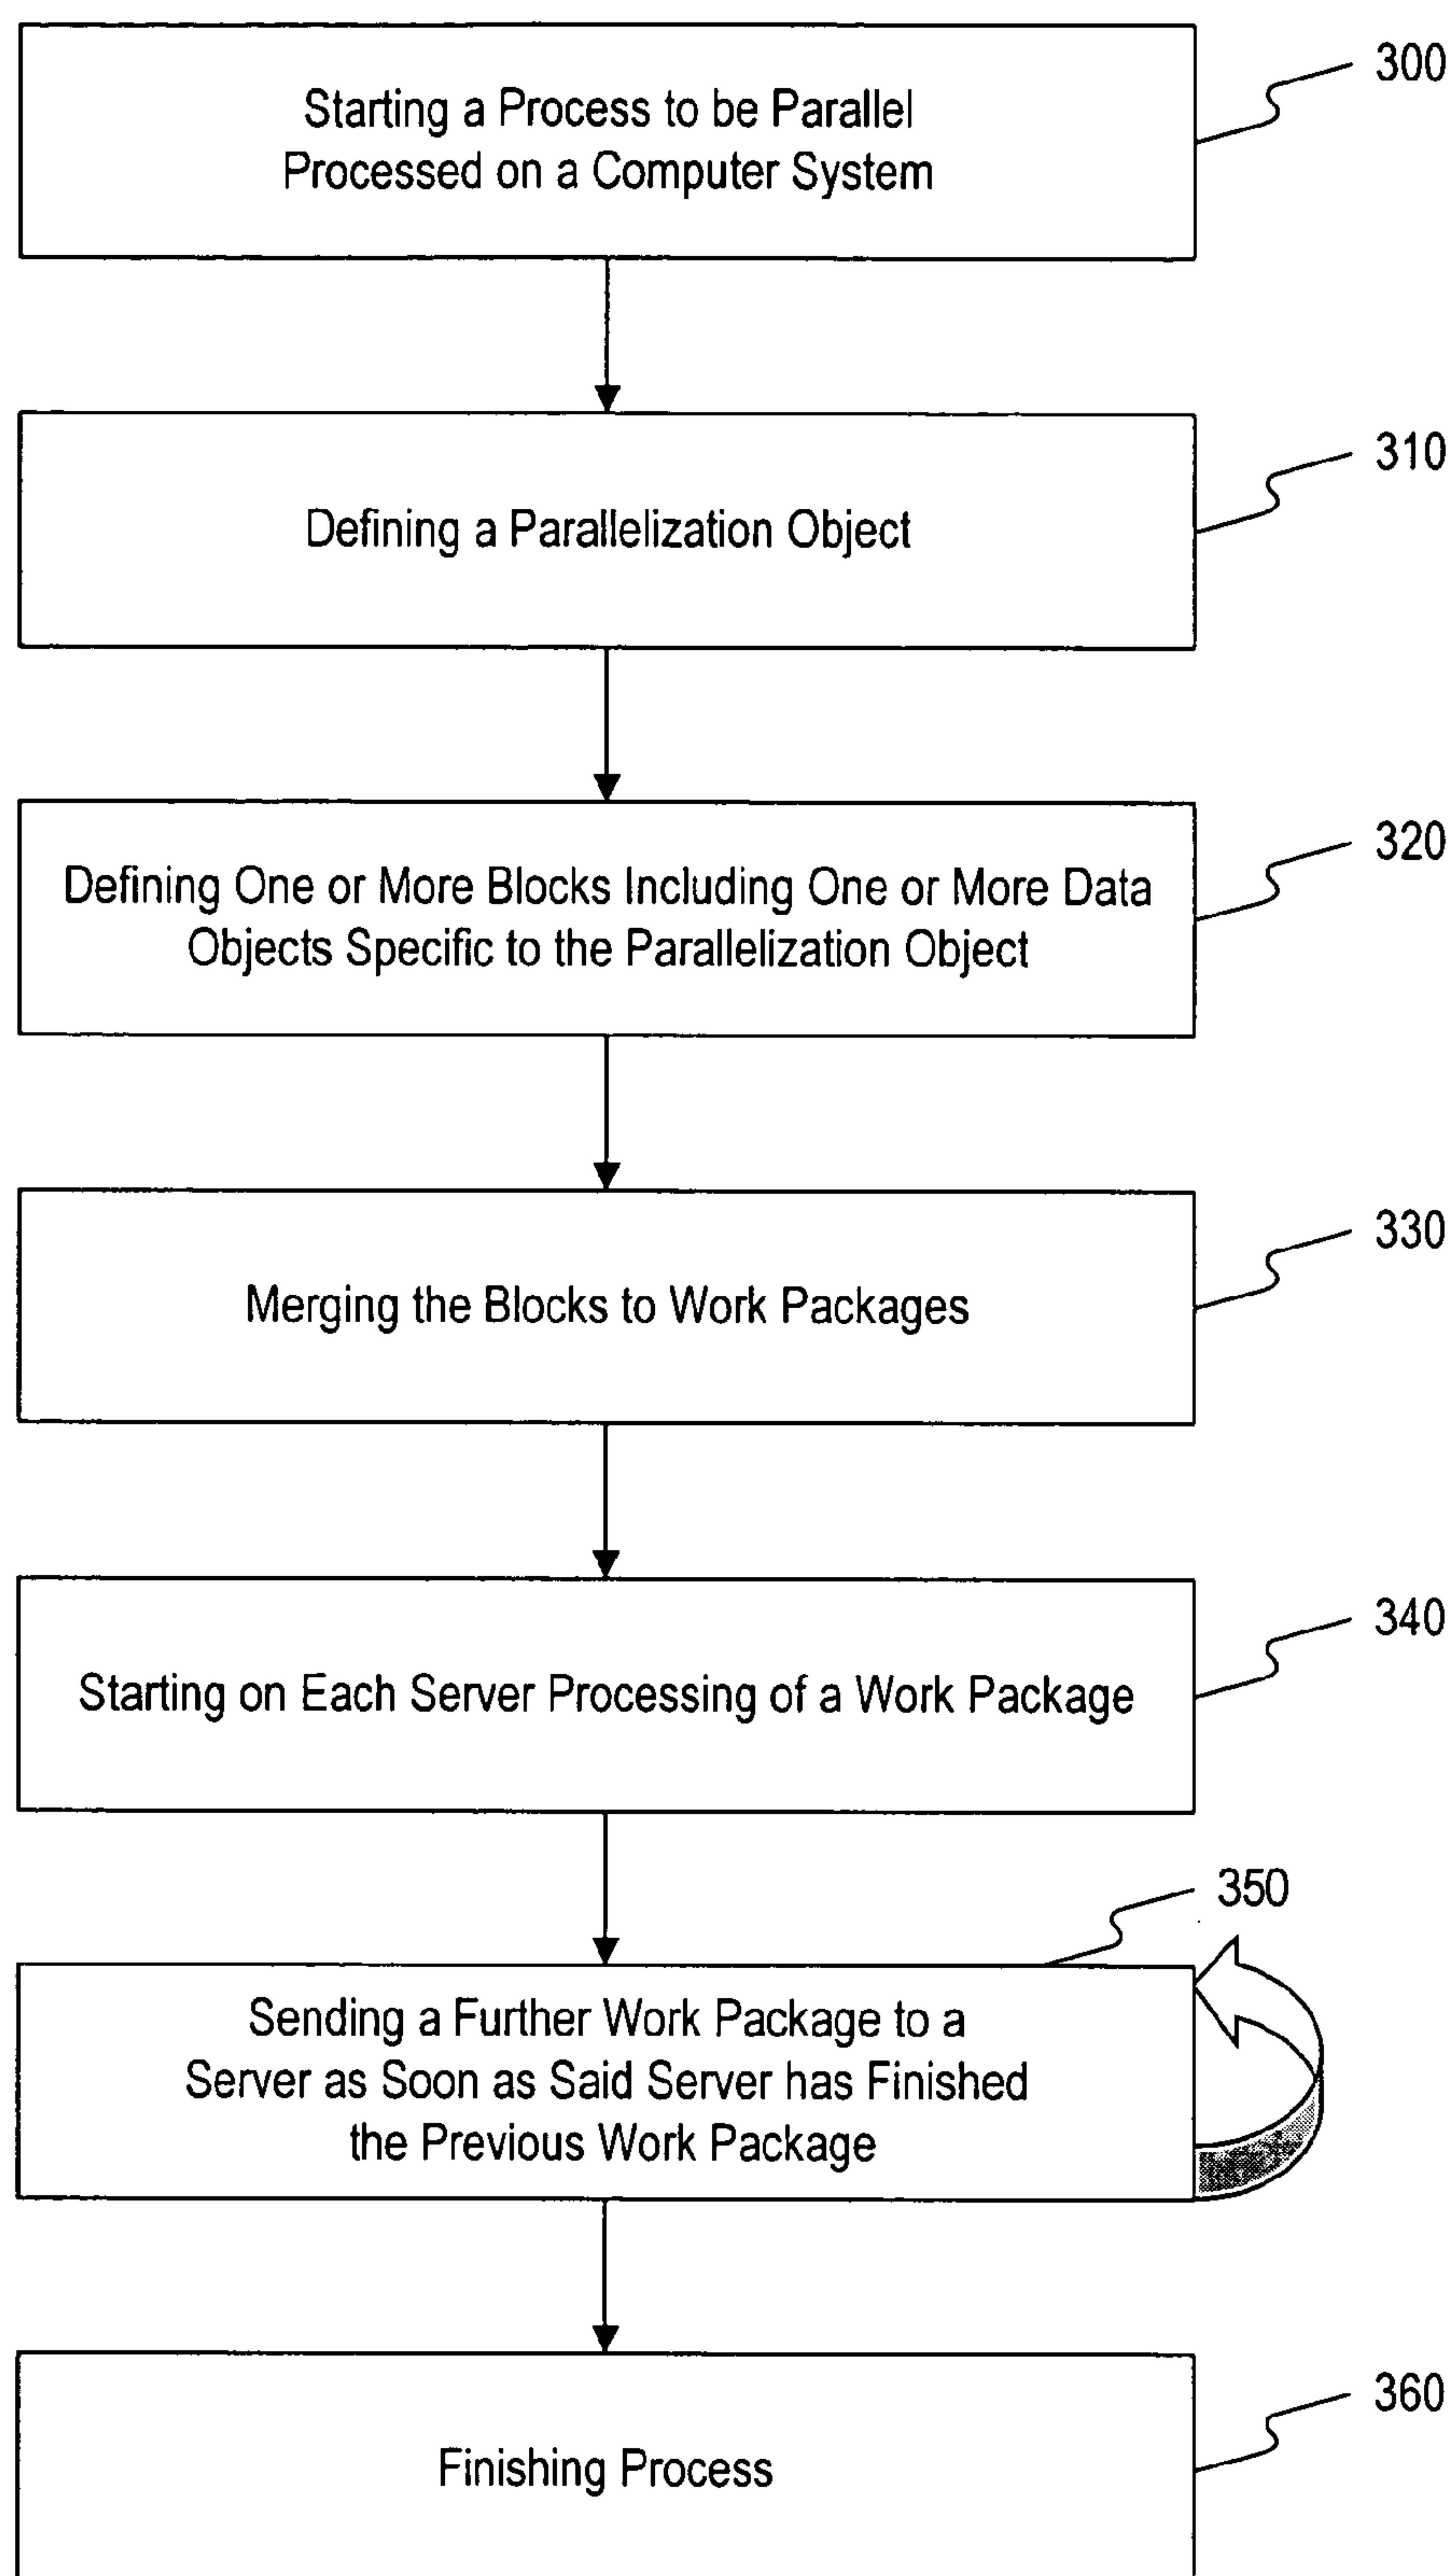 300
Starting a Process to be Parallel
Processed on a Computer System
310
Defining a Parallelization Object
320
Defining One or More Blocks Including One or More Data
Objects Specific to the Parallelization Object
330
Merging the Blocks to Work Packages
340
Starting on Each Server Processing of a Work Package
350
Sending a Further Work Package to a
Server as Soon as Said Server has Finished
the Previous Work Package
360
Finishing Process